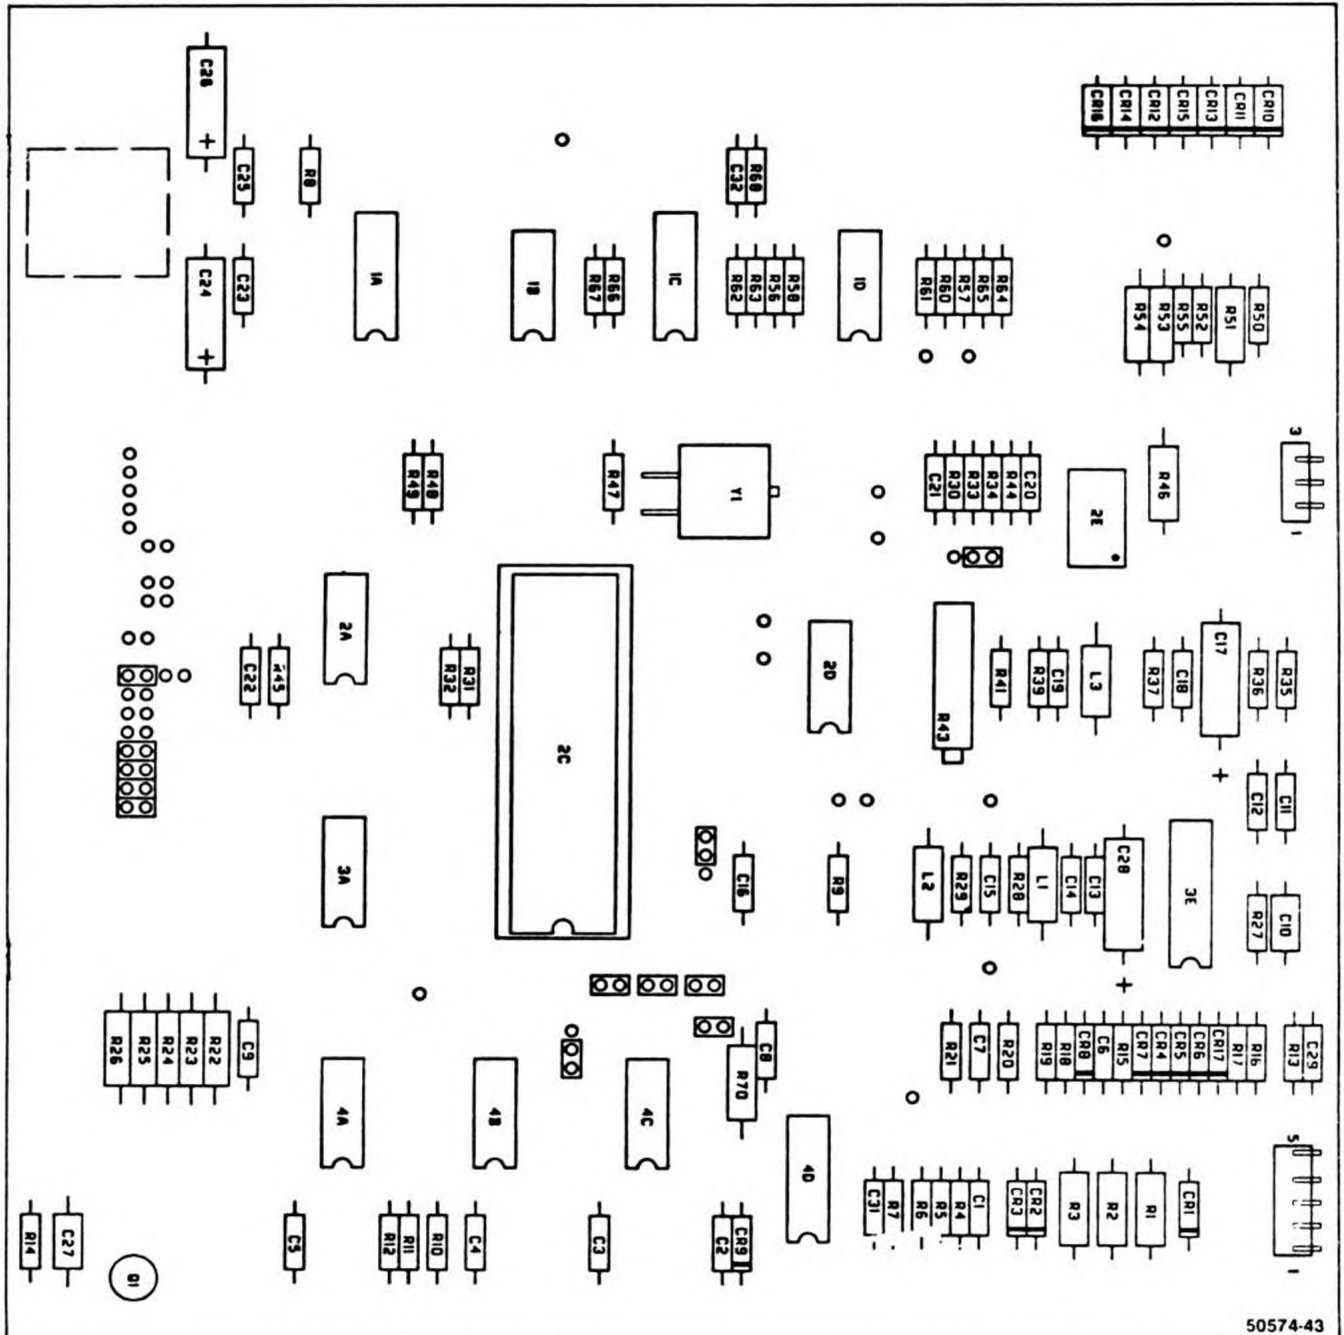 C26
CR16 CR14 CR12 CR15 CR13 CR11 CR10
C25 R8 C32 R68
C24 C23 1A 1B R67 R66 1C R62 R63 R56 R58 1D R61 R60 R57 R65 R64
R54 R53 R55 R52 R51 R50
3
R49 R48 R47 Y1 C21 R30 R33 R34 R44 C20 2E R46
1
2A C22 R45 R32 R31 2C 2D R43 R41 R39 C19 L3 R37 C18 C17 R36 R35
+
C12 C11
3A C16 R9 L2 R29 C15 R28 L1 C14 C13 C28 3E R27 C10
+
R26 R25 R24 R23 R22 C9 C8 R70 R21 C7 R20 R19 R18 CR8 C6 R15 CR7 CR4 CR5 CR6 CR17 R17 R16 R13 C29
4A 4B 4C 4D
5
R14 C27 Q1 C5 R12 R11 R10 C4 C3 C2 CR9 C31 R7 R6 R5 R4 C1 CR3 CR2 R3 R2 R1 CR1
1
50574-43